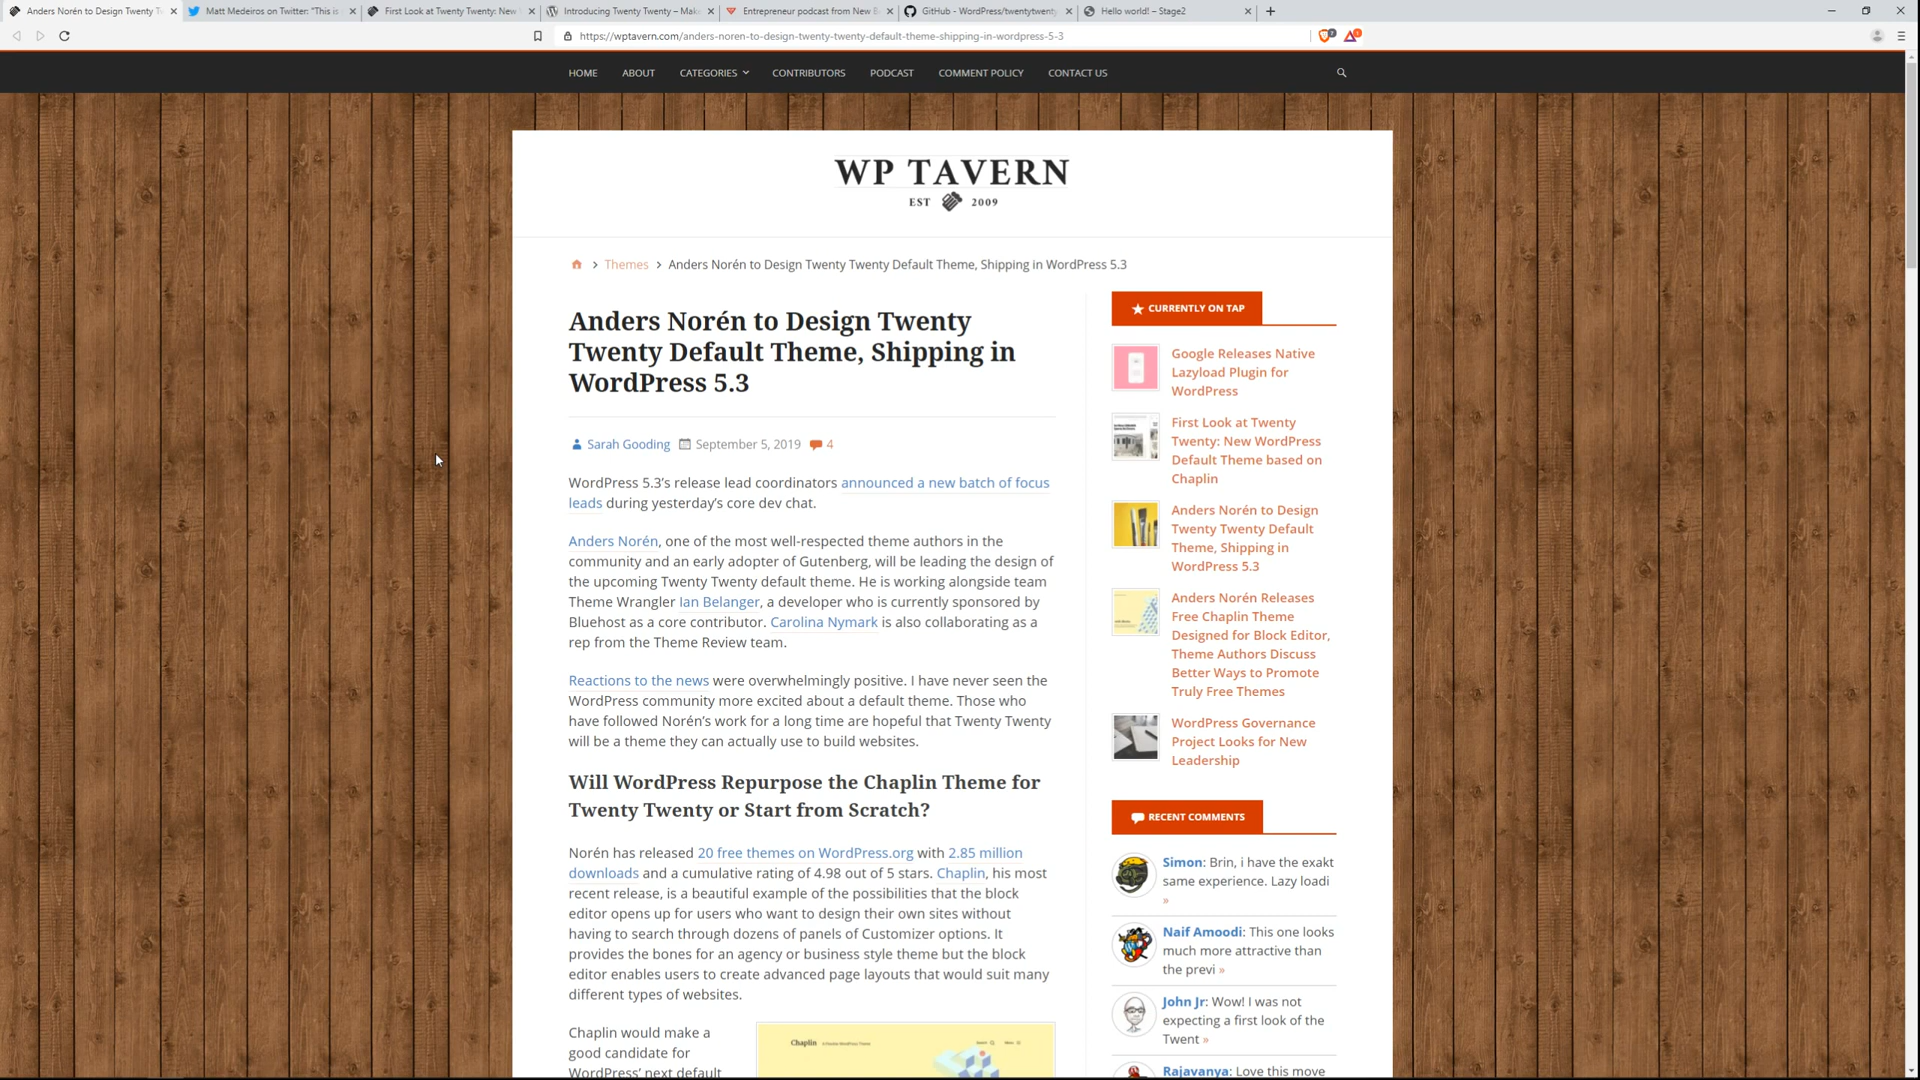 Anders Norén to Design Twenty T
Matt Medeiros on Twitter: "This is
First Look at Twenty Twenty: New
Introducing Twenty Twenty – Make
Entrepreneur podcast from New
GitHub - WordPress/twentytwenty
Hello world! – Stage2
https://wptavern.com/anders-noren-to-design-twenty-twenty-default-theme-shipping-in-wordpress-5-3
HOME ABOUT CATEGORIES CONTRIBUTORS PODCAST COMMENT POLICY CONTACT US
WP TAVERN
EST 2009
Themes > Anders Norén to Design Twenty Twenty Default Theme, Shipping in WordPress 5.3
Anders Norén to Design Twenty
Twenty Default Theme, Shipping in
WordPress 5.3
Sarah Gooding September 5, 2019 4
WordPress 5.3's release lead coordinators announced a new batch of focus
leads during yesterday's core dev chat.
Anders Norén, one of the most well-respected theme authors in the
community and an early adopter of Gutenberg, will be leading the design of
the upcoming Twenty Twenty default theme. He is working alongside team
Theme Wrangler Ian Belanger, a developer who is currently sponsored by
Bluehost as a core contributor. Carolina Nymark is also collaborating as a
rep from the Theme Review team.
Reactions to the news were overwhelmingly positive. I have never seen the
WordPress community more excited about a default theme. Those who
have followed Norén's work for a long time are hopeful that Twenty Twenty
will be a theme they can actually use to build websites.
Will WordPress Repurpose the Chaplin Theme for
Twenty Twenty or Start from Scratch?
Norén has released 20 free themes on WordPress.org with 2.85 million
downloads and a cumulative rating of 4.98 out of 5 stars. Chaplin, his most
recent release, is a beautiful example of the possibilities that the block
editor opens up for users who want to design their own sites without
having to search through dozens of panels of Customizer options. It
provides the bones for an agency or business style theme but the block
editor enables users to create advanced page layouts that would suit many
different types of websites.
Chaplin would make a
good candidate for
WordPress' next default
Chaplin
CURRENTLY ON TAP
Google Releases Native
Lazyload Plugin for
WordPress
First Look at Twenty
Twenty: New WordPress
Default Theme based on
Chaplin
Anders Norén to Design
Twenty Twenty Default
Theme, Shipping in
WordPress 5.3
Anders Norén Releases
Free Chaplin Theme
Designed for Block Editor,
Theme Authors Discuss
Better Ways to Promote
Truly Free Themes
WordPress Governance
Project Looks for New
Leadership
RECENT COMMENTS
Simon: Brin, i have the exakt
same experience. Lazy loadi
»
Naif Amoodi: This one looks
much more attractive than
the previ »
John Jr: Wow! I was not
expecting a first look of the
Twent »
Rajavanya: Love this move